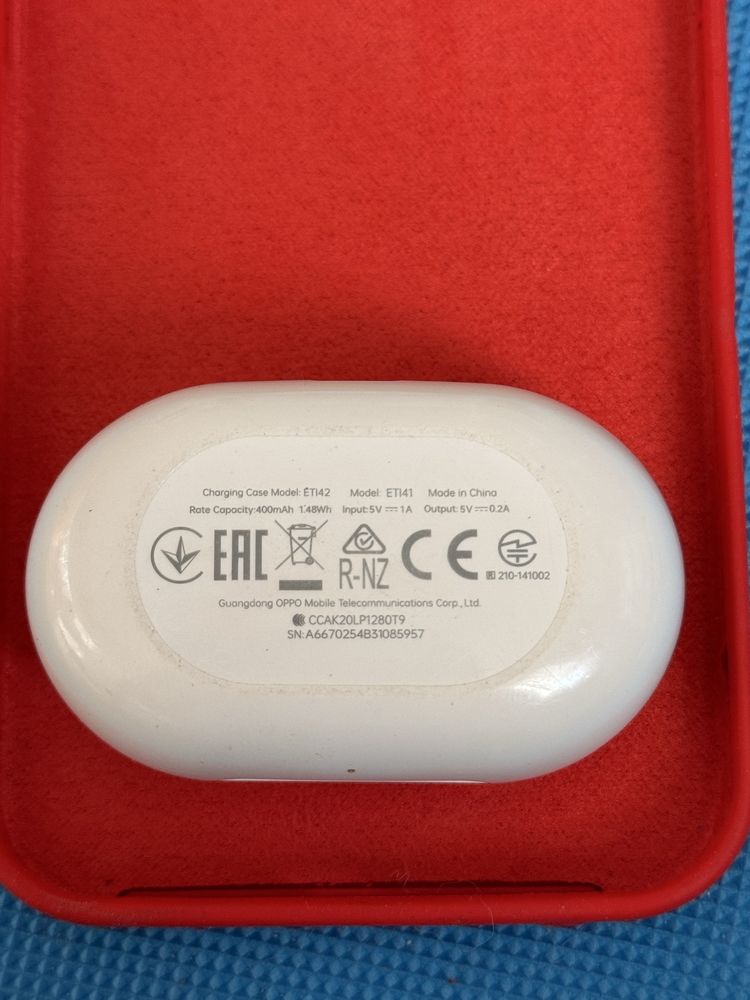 Charging Case Model: ETI42 Model: ETI41 Made in China
Rate Capacity:400mAh 1.48Wh Input:5V⎓1A Output:5V⎓0.2A
EAC R-NZ CE R 210-141002
Guangdong OPPO Mobile Telecommunications Corp., Ltd.
CCAK20LP1280T9
SN:A6670254B31085957